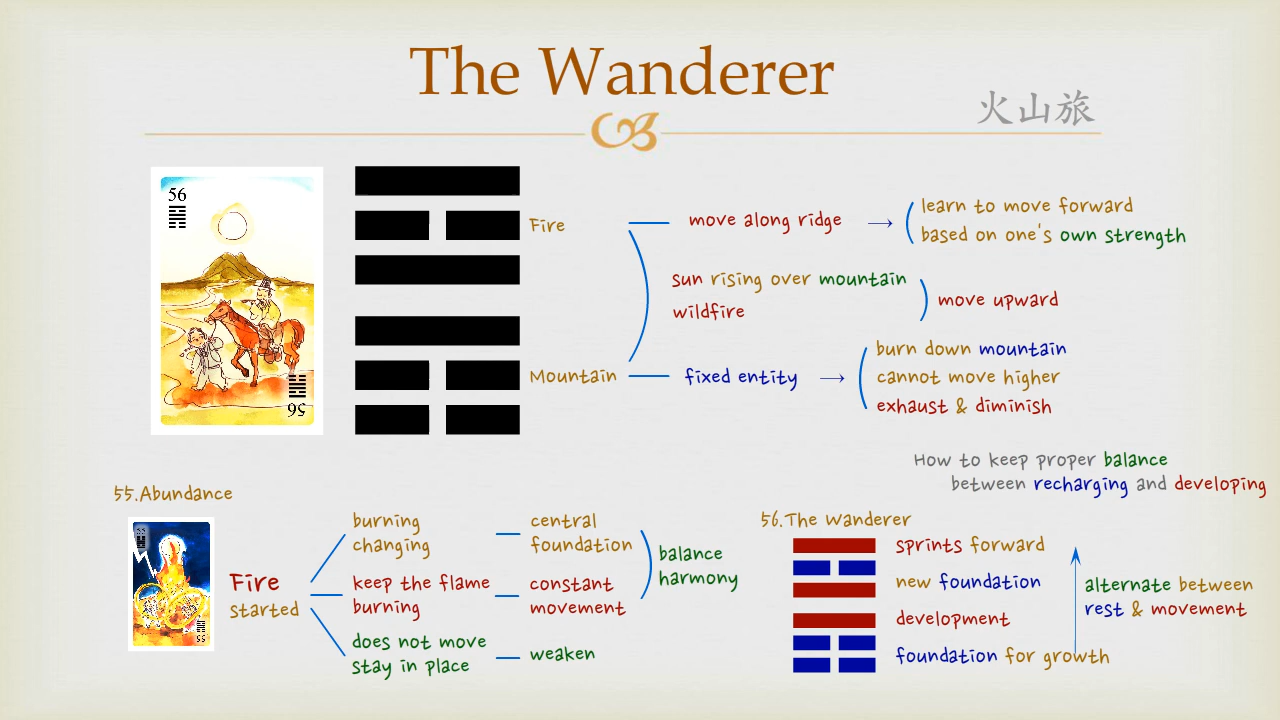 The Wanderer
火山旅
56
Fire
move along ridge
→
learn to move forward
based on one's own strength
sun rising over mountain
wildfire
move upward
Mountain
fixed entity
→
burn down mountain
cannot move higher
exhaust & diminish
56
How to keep proper balance
between recharging and developing
55.Abundance
55
55
Fire
started
burning
changing
central
foundation
keep the flame
burning
constant
movement
balance
harmony
does not move
stay in place
weaken
56.The Wanderer
sprints forward
new foundation
development
foundation for growth
alternate between
rest & movement